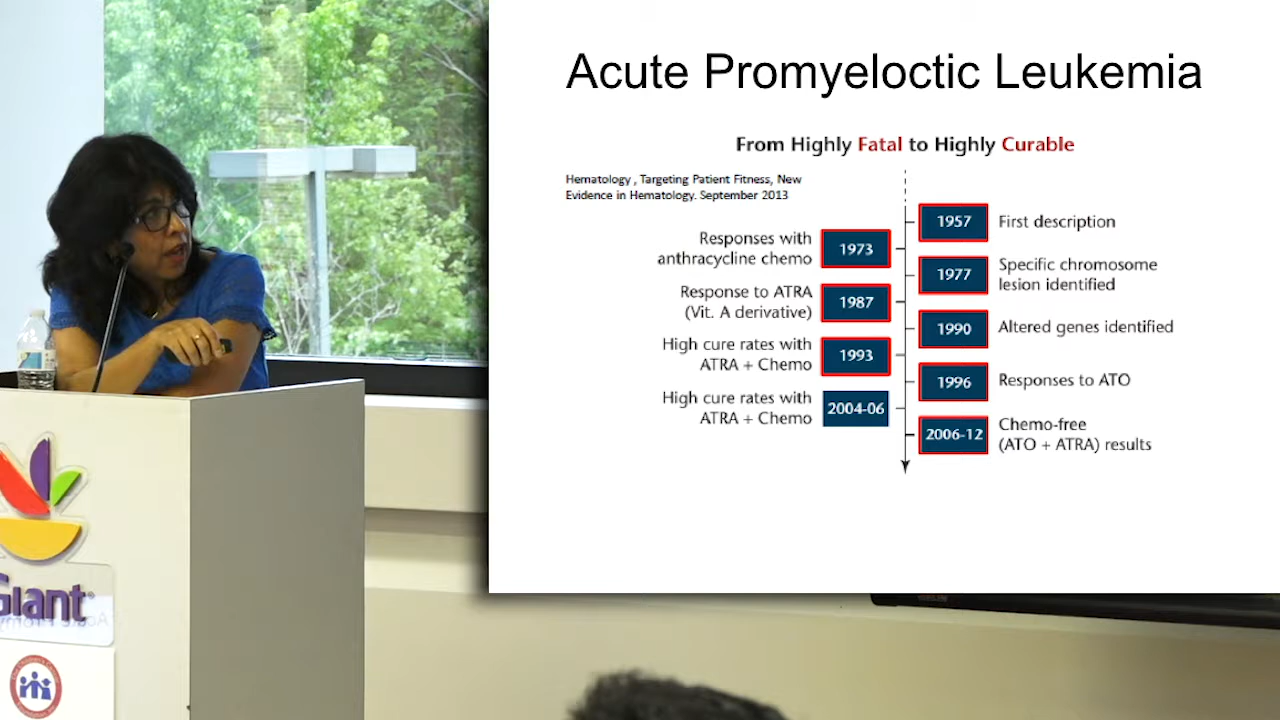 Acute Promyeloctic Leukemia
From Highly Fatal to Highly Curable
Hematology , Targeting Patient Fitness, New
Evidence in Hematology. September 2013
1957
First description
Responses with
anthracycline chemo
1973
1977
Specific chromosome
lesion identified
Response to ATRA
(Vit. A derivative)
1987
1990
Altered genes identified
High cure rates with
ATRA + Chemo
1993
1996
Responses to ATO
High cure rates with
ATRA + Chemo
2004-06
2006-12
Chemo-free
(ATO + ATRA) results
Giant